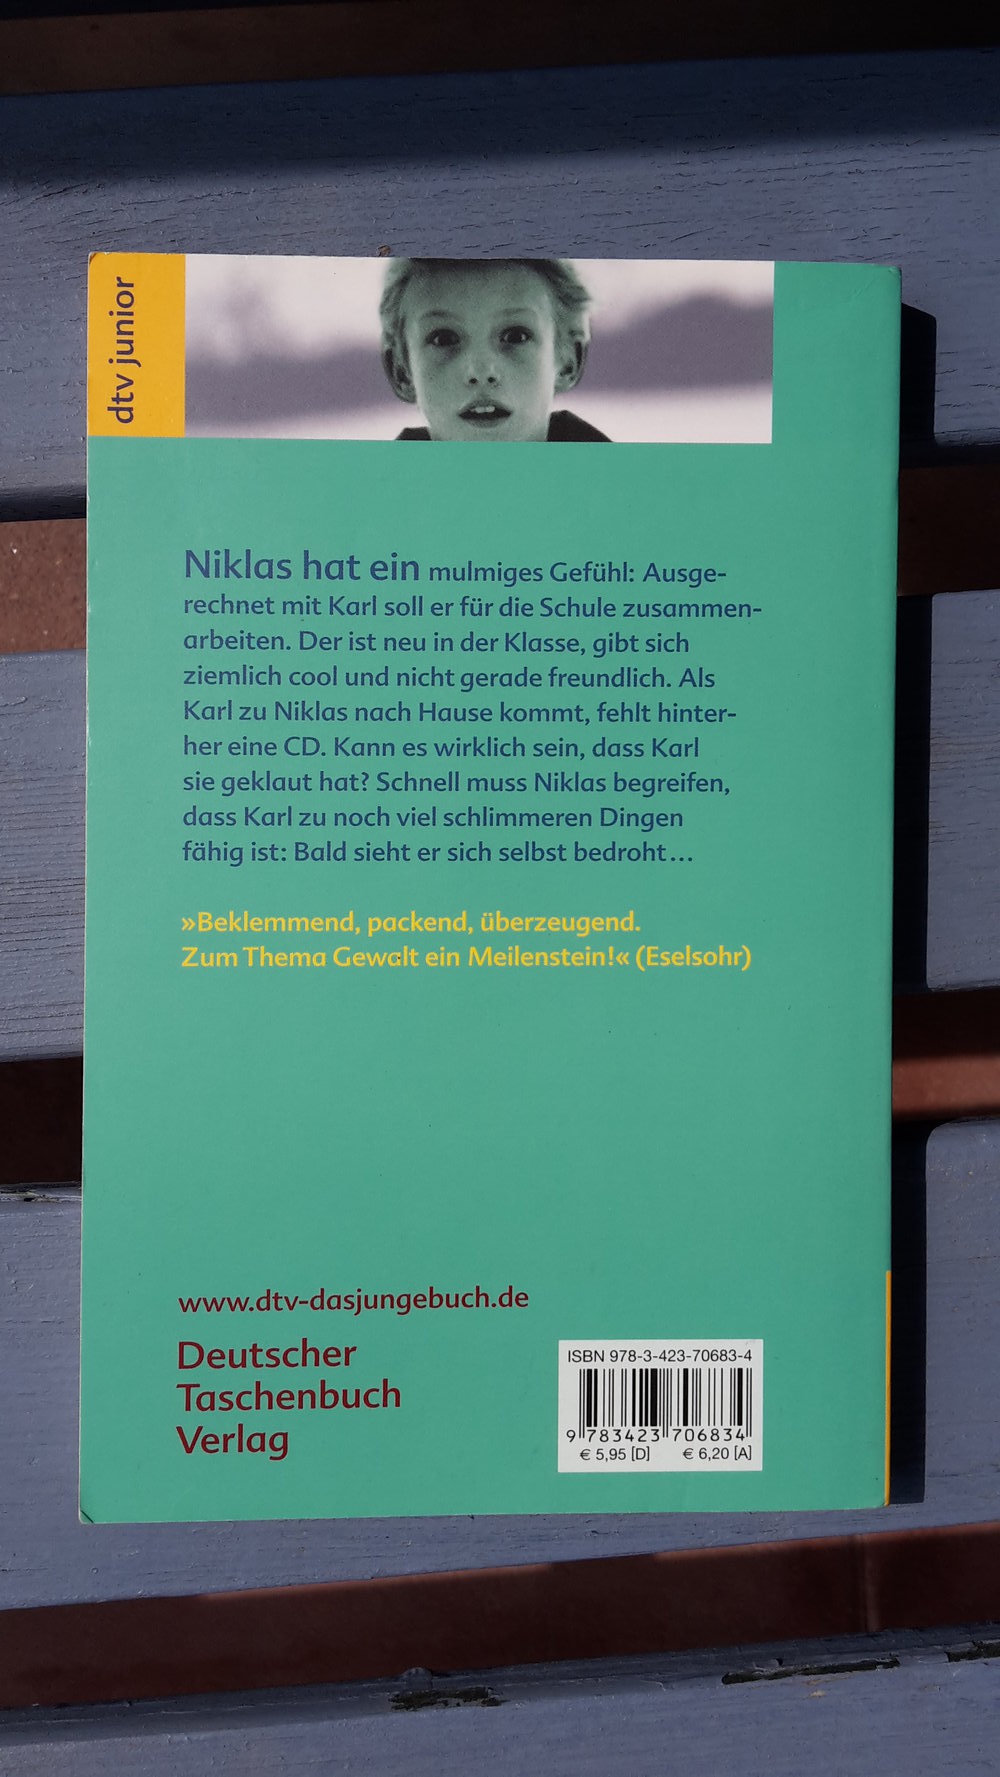 dtv junior
Niklas hat ein mulmiges Gefühl: Ausge-
rechnet mit Karl soll er für die Schule zusammen-
arbeiten. Der ist neu in der Klasse, gibt sich
ziemlich cool und nicht gerade freundlich. Als
Karl zu Niklas nach Hause kommt, fehlt hinter-
her eine CD. Kann es wirklich sein, dass Karl
sie geklaut hat? Schnell muss Niklas begreifen,
dass Karl zu noch viel schlimmeren Dingen
fähig ist: Bald sieht er sich selbst bedroht...
»Beklemmend, packend, überzeugend.
Zum Thema Gewalt ein Meilenstein!« (Eselsohr)
www.dtv-dasjungebuch.de
Deutscher
Taschenbuch
Verlag
ISBN 978-3-423-70683-4
9 783423 706834
€ 5,95 [D] € 6,20 [A]